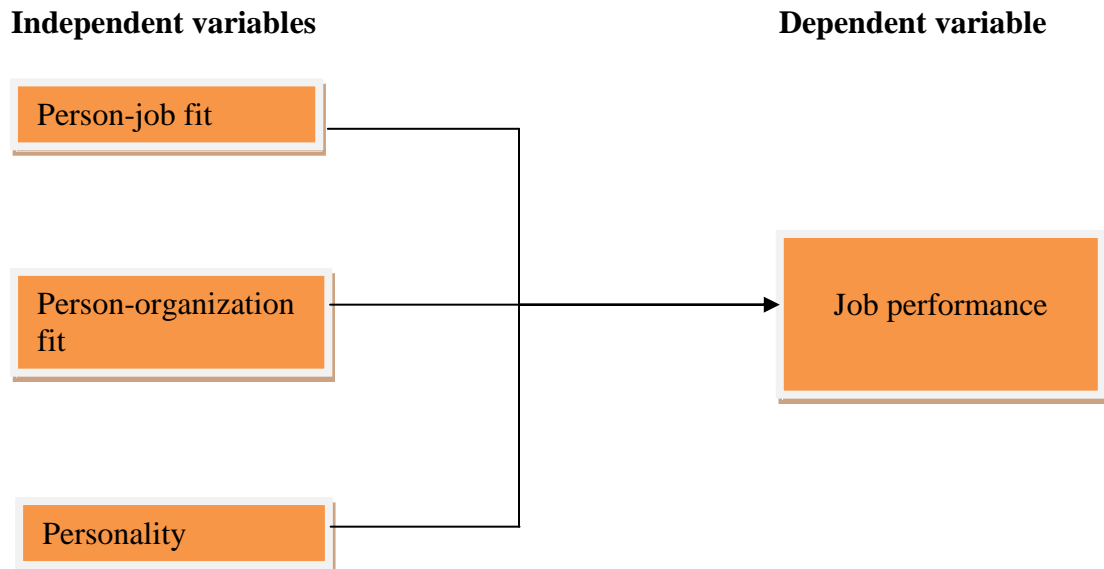 Independent variables
Dependent variable
Person-job fit
Person-organization
fit
Job performance
Personality